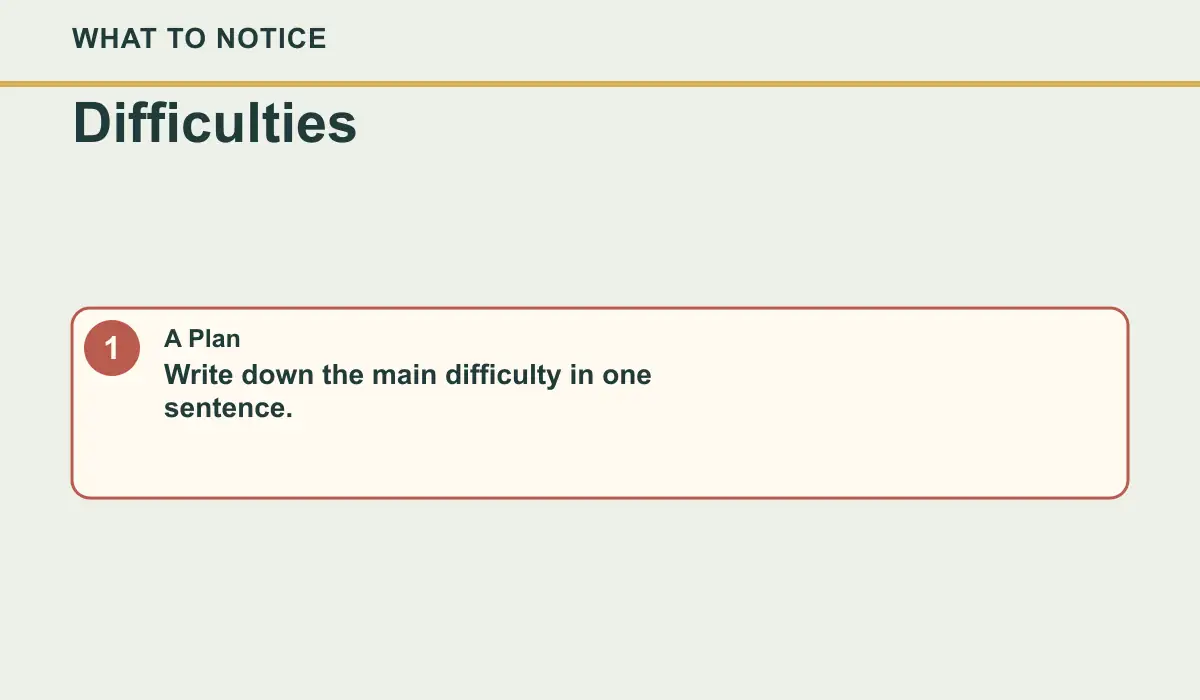 WHAT TO NOTICE
Difficulties
1
A Plan
Write down the main difficulty in one
sentence.